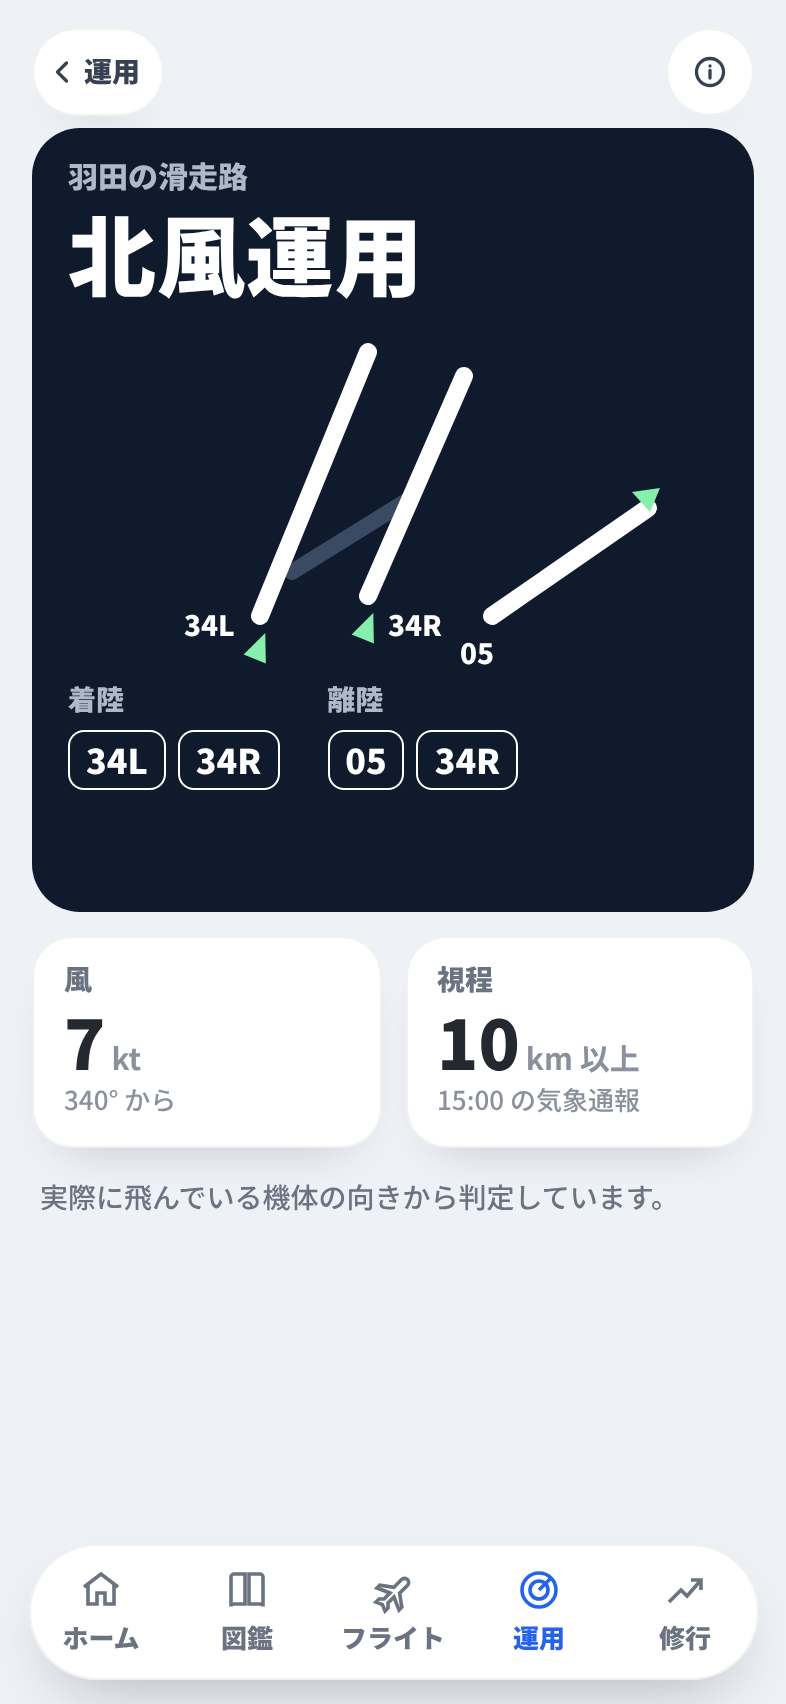 運用
羽田の滑走路
北風運用
34L
34R
05
着陸
離陸
34L
34R
05
34R
風
視程
7 kt
10 km 以上
340° から
15:00 の気象通報
実際に飛んでいる機体の向きから判定しています。
ホーム
図鑑
フライト
運用
修行